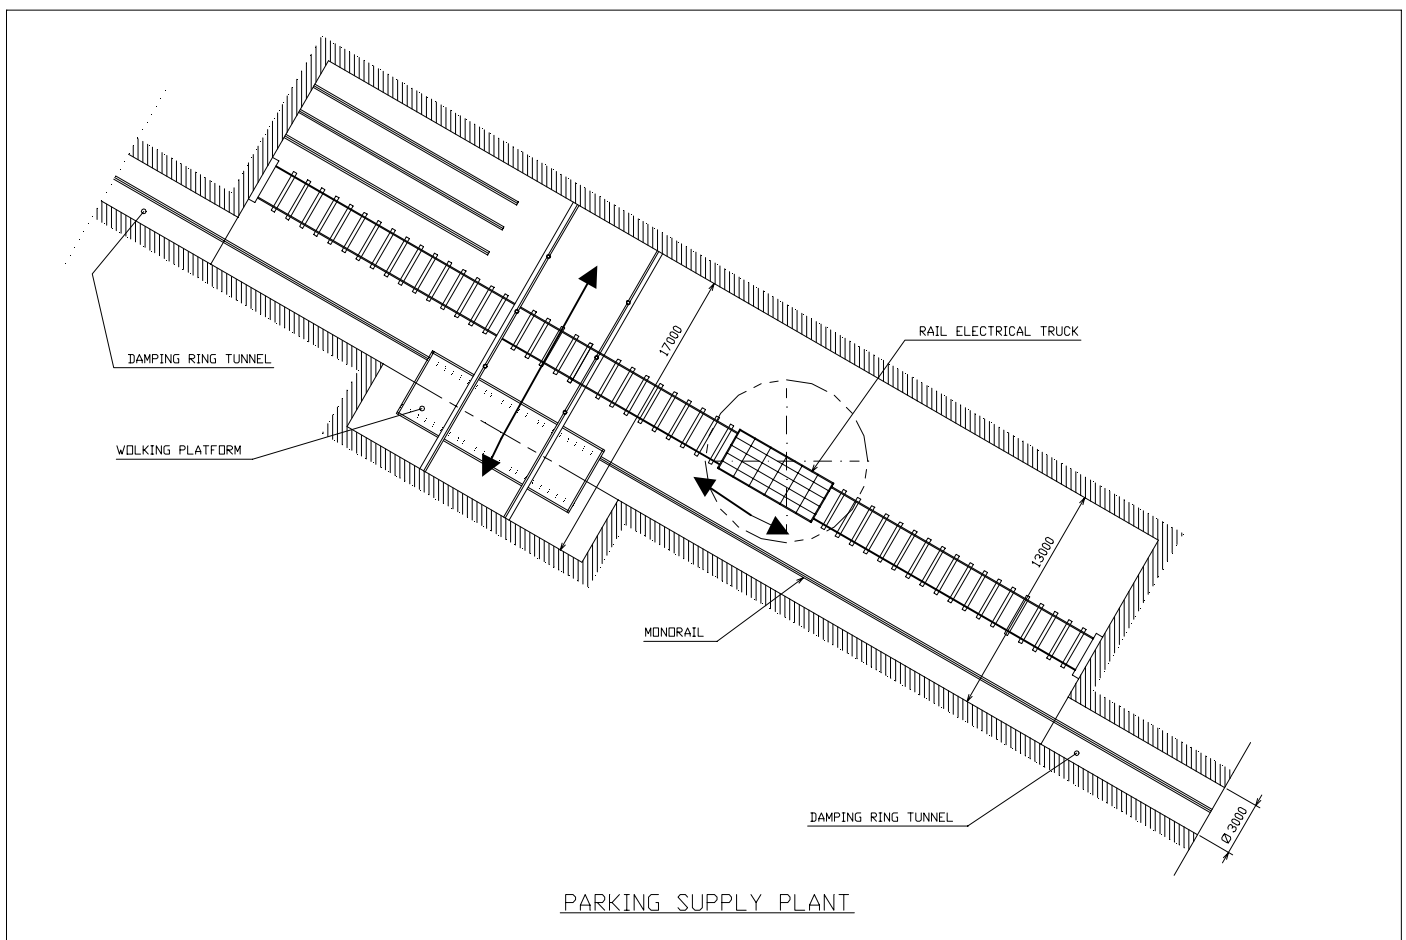 17000
RAIL ELECTRICAL TRUCK
DAMPING RING TUNNEL
WOLKING PLATFORM
13000
MONORAIL
DAMPING RING TUNNEL
Ø 3000
PARKING SUPPLY PLANT